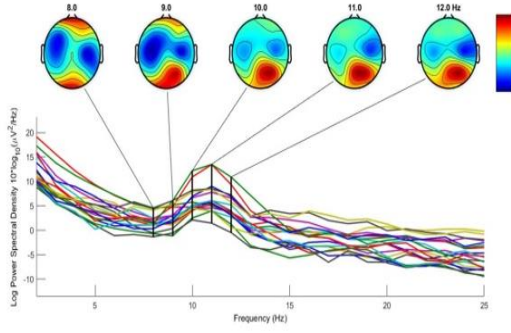 8.0 9.0 10.0 11.0 12.0 Hz
Log Power Spectral Density 10*log₁₀(μV²/Hz)
20
15
10
5
0
-5
-10
5 10 15 20 25
Frequency (Hz)